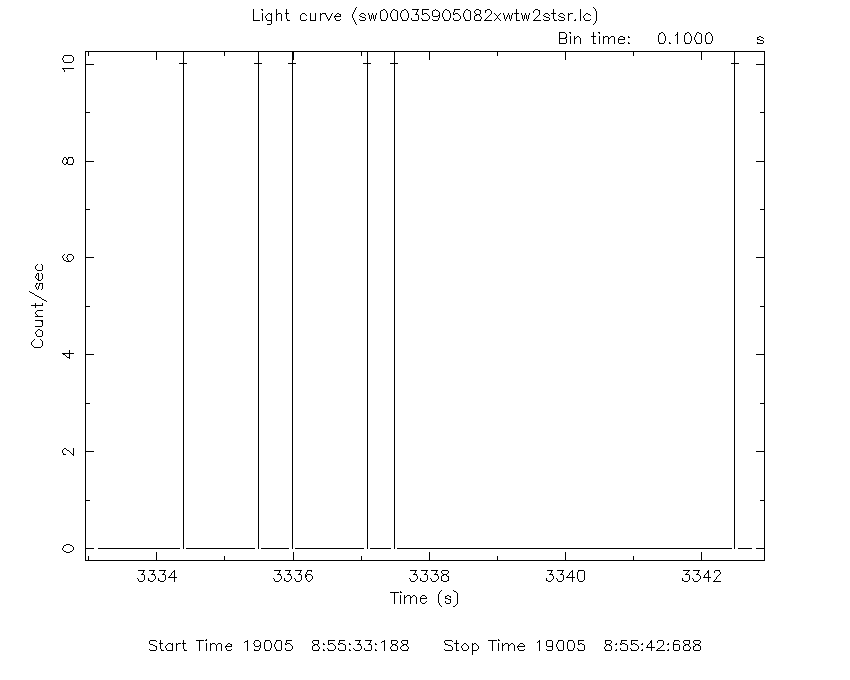 Light curve (sw00035905082xwtw2stsr.lc)
Bin time: 0.1000 s
10
8
6
4
2
0
Count/sec
3334 3336 3338 3340 3342
Time (s)
Start Time 19005 8:55:33:188 Stop Time 19005 8:55:42:688